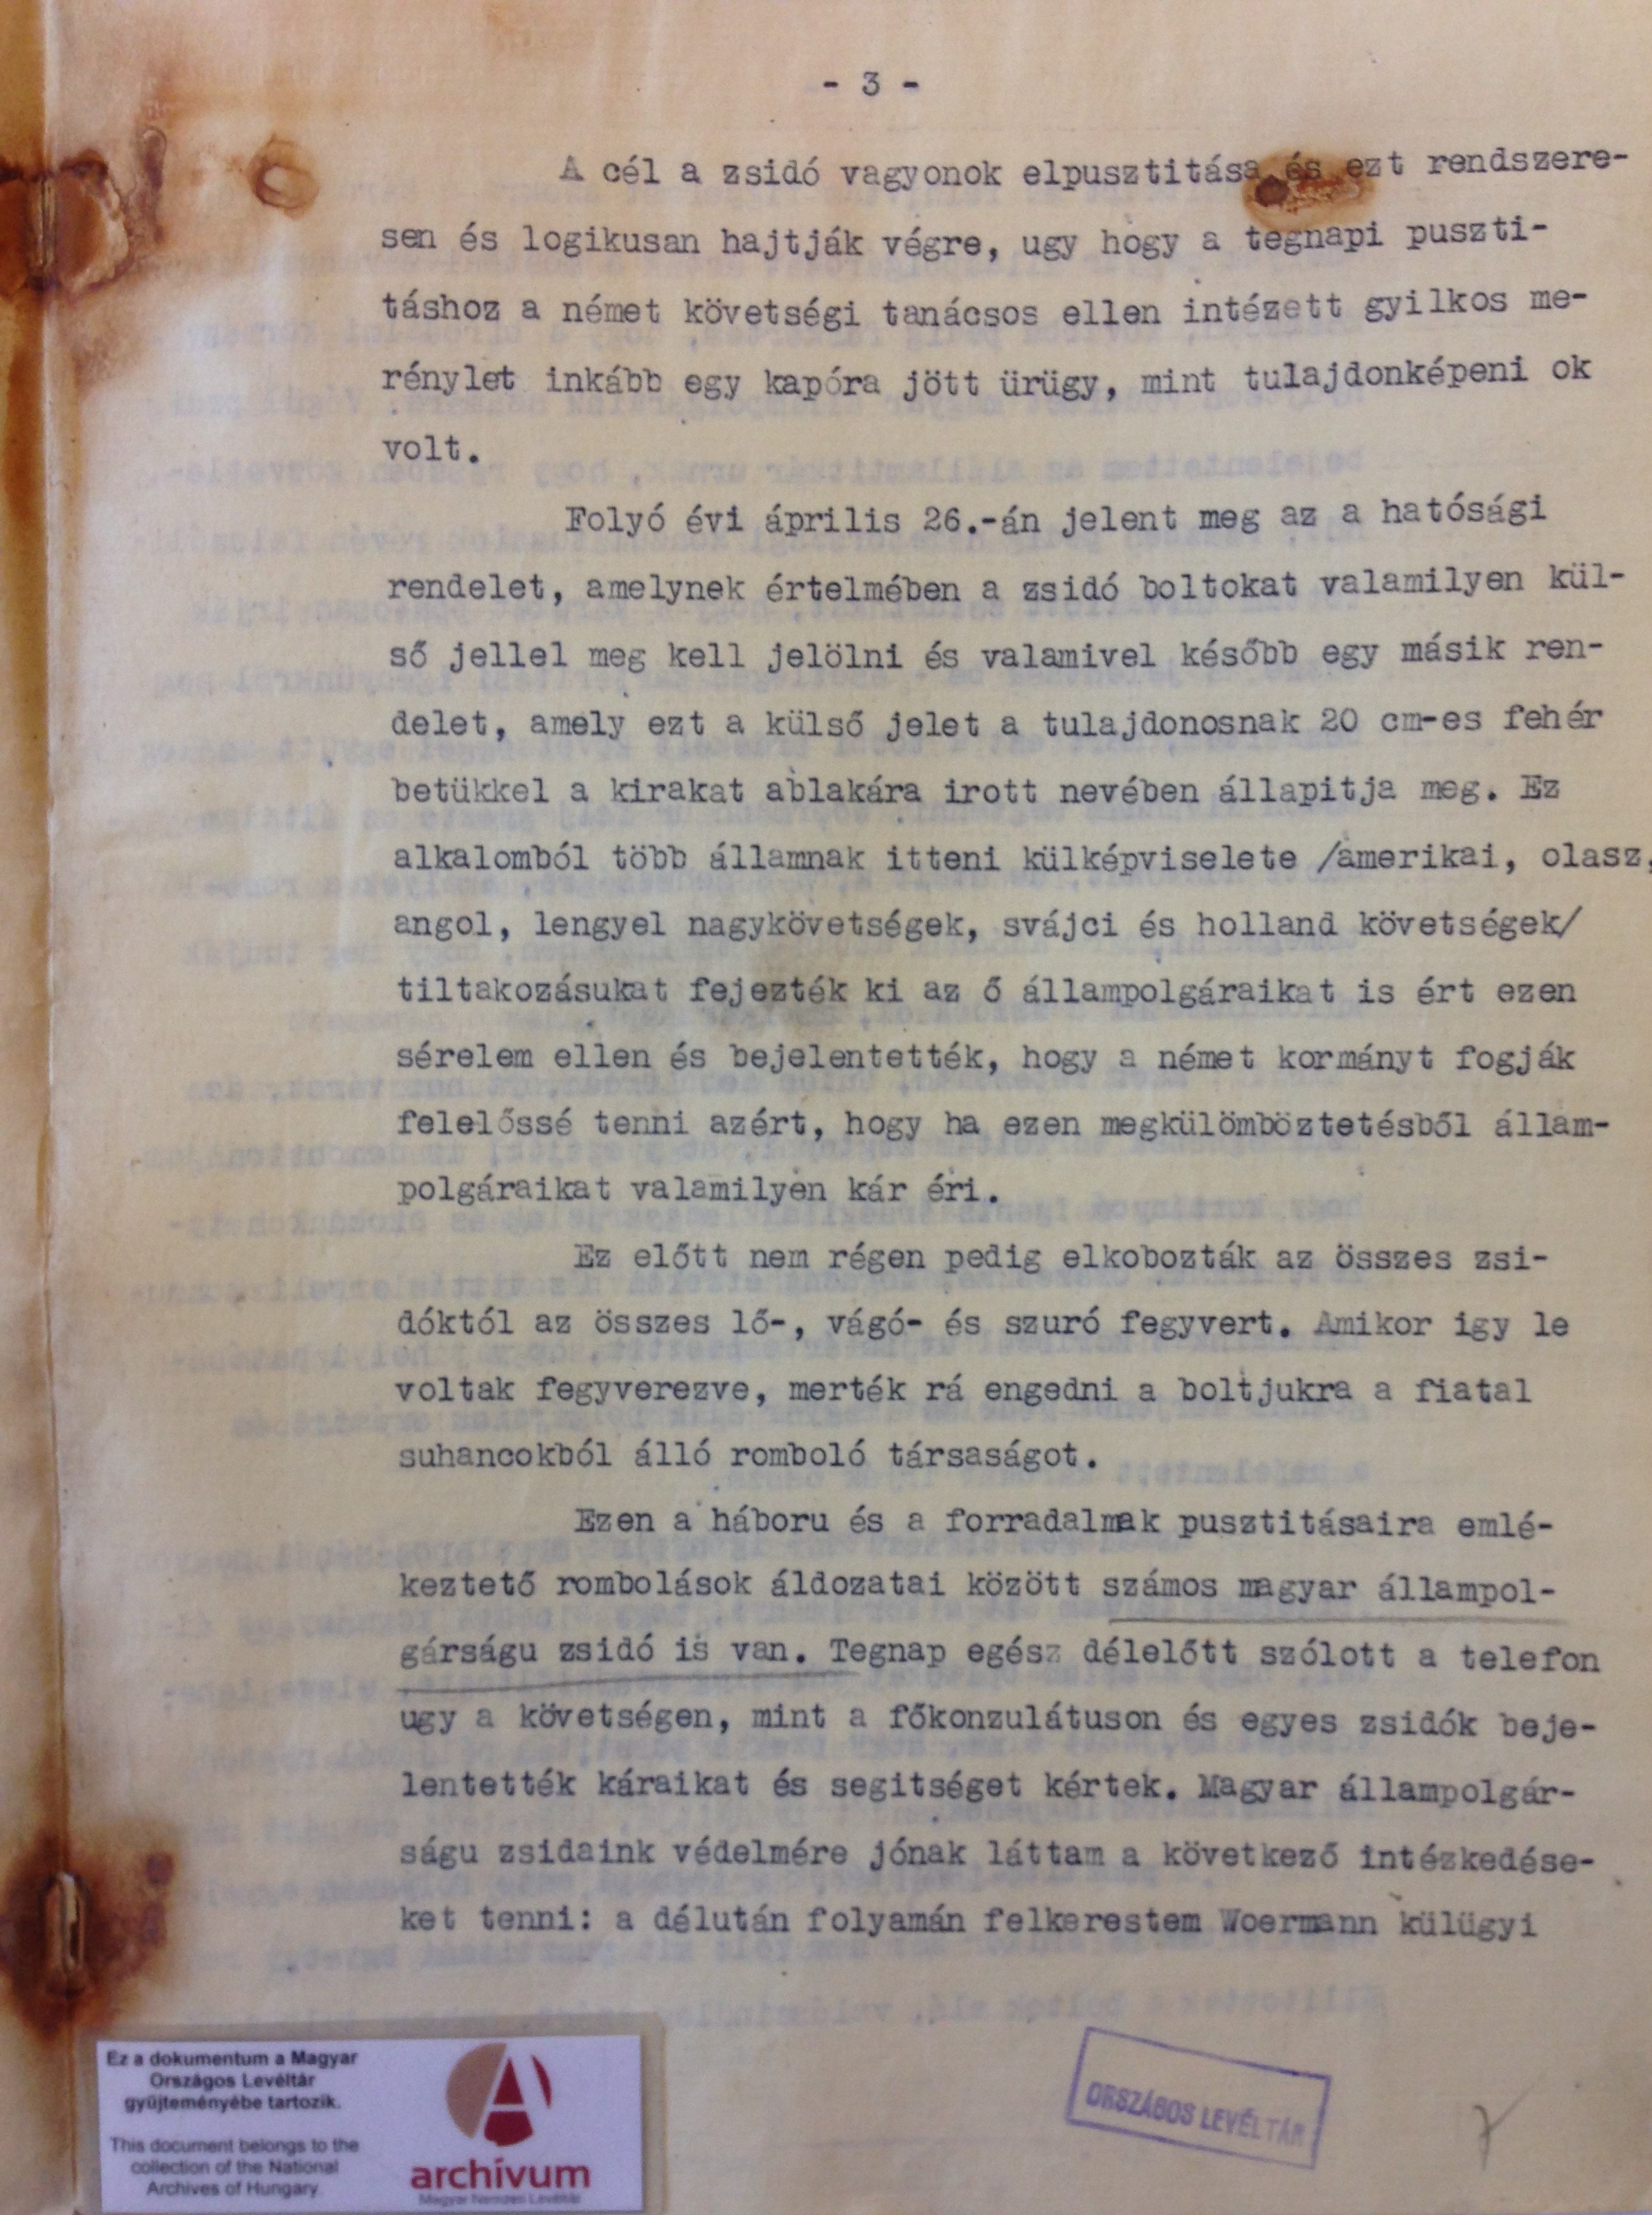 - 3 -
A cél a zsidó vagyonok elpusztitása és ezt rendszere-
sen és logikusan hajtják végre, ugy hogy a tegnapi puszti-
táshoz a német követségi tanácsos ellen intézett gyilkos me-
rénylet inkább egy kapóra jött ürügy, mint tulajdonképeni ok
volt.
Folyó évi április 26.-án jelent meg az a hatósági
rendelet, amelynek értelmében a zsidó boltokat valamilyen kül-
ső jellel meg kell jelölni és valamivel később egy másik ren-
delet, amely ezt a külső jelet a tulajdonosnak 20 cm-es fehér
betükkel a kirakat ablakára irott nevében állapitja meg. Ez
alkalomból több államnak itteni külképviselete /amerikai, olasz,
angol, lengyel nagykövetségek, svájci és holland követségek/
tiltakozásukat fejezték ki az ő állampolgáraikat is ért ezen
sérelem ellen és bejelentették, hogy a német kormányt fogják
felelőssé tenni azért, hogy ha ezen megkülömböztetésből állam-
polgáraikat valamilyen kár éri.
Ez előtt nem régen pedig elkobozták az összes zsi-
dóktól az összes lő-, vágó- és szuró fegyvert. Amikor igy le
voltak fegyverezve, merték rá engedni a boltjukra a fiatal
suhancokból álló romboló társaságot.
Ezen a háboru és a forradalmak pusztitásaira emlé-
keztető rombolások áldozatai között számos magyar állampol-
gárságu zsidó is van. Tegnap egész délelőtt szólott a telefon
ugy a követségen, mint a főkonzulátuson és egyes zsidók beje-
lentették káraikat és segitséget kértek. Magyar állampolgár-
ságu zsidaink védelmére jónak láttam a következő intézkedése-
ket tenni: a délután folyamán felkerestem Woermann külügyi
Ez a dokumentum a Magyar
Országos Levéltár
gyűjteményébe tartozik.
This document belongs to the
collection of the National
Archives of Hungary
archívum
Magyar Nemzeti Levéltár
ORSZÁGOS LEVÉLTÁR
7